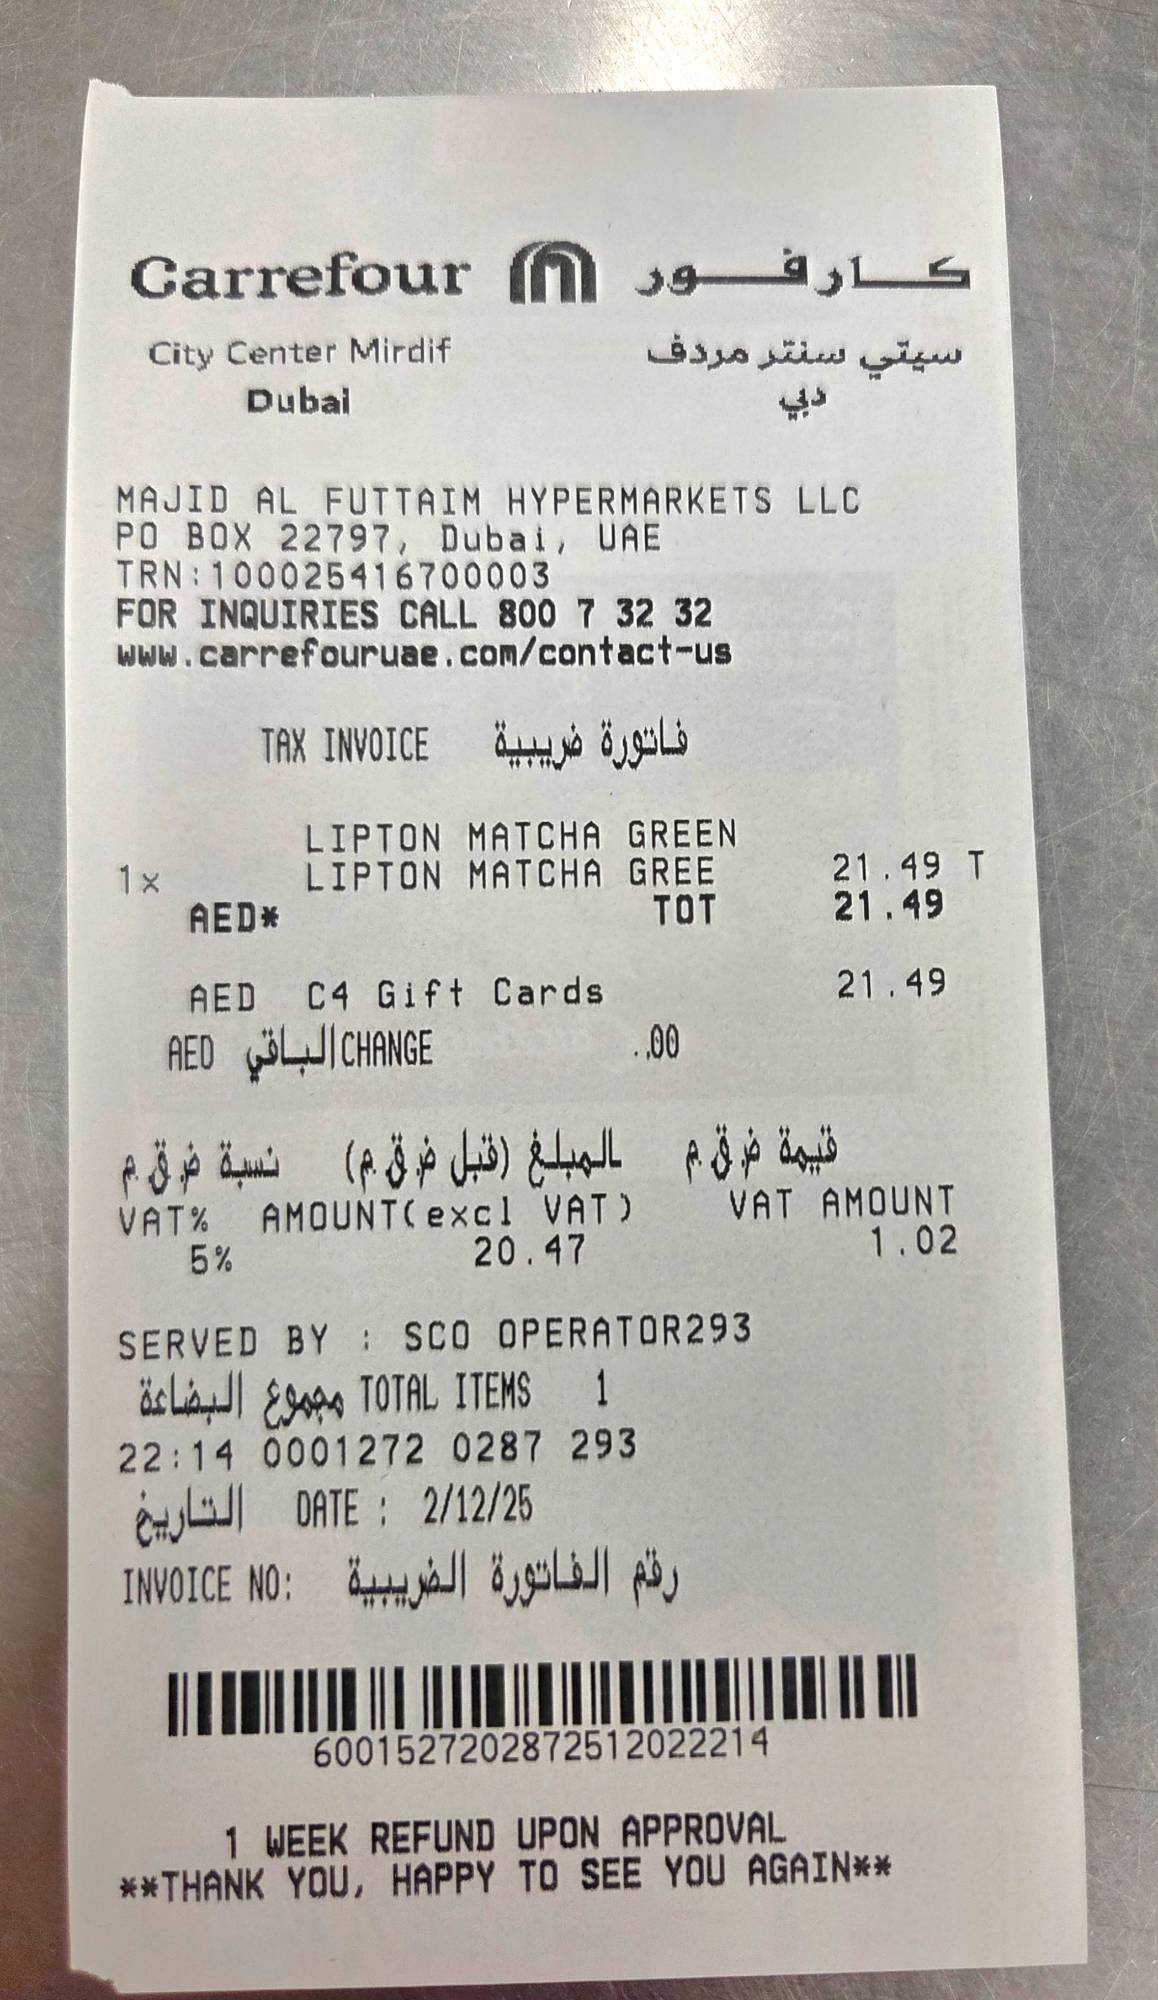 Carrefour كارفور
City Center Mirdif سيتي سنتر مردف
Dubai دبي
MAJID AL FUTTAIM HYPERMARKETS LLC
PO BOX 22797, Dubai, UAE
TRN:100025416700003
FOR INQUIRIES CALL 800 7 32 32
www.carrefouruae.com/contact-us
TAX INVOICE فاتورة ضريبية
LIPTON MATCHA GREEN
1x LIPTON MATCHA GREE 21.49 T
AED* TOT 21.49
AED C4 Gift Cards 21.49
AED الباقي CHANGE ..00
نسبة ض.ق.م المبلغ (قبل ض.ق.م) قيمة ض.ق.م
VAT% AMOUNT(excl VAT) VAT AMOUNT
5% 20.47 1.02
SERVED BY : SCO OPERATOR293
مجموع البضاعة TOTAL ITEMS 1
22:14 0001272 0287 293
التاريخ DATE : 2/12/25
INVOICE NO: رقم الفاتورة الضريبية
6001527202872512022214
1 WEEK REFUND UPON APPROVAL
**THANK YOU, HAPPY TO SEE YOU AGAIN**